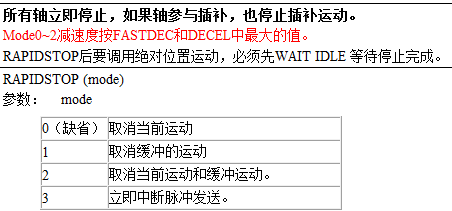 所有轴立即停止，如果轴参与插补，也停止插补运动。
Mode0~2减速度按FASTDEC和DECEL中最大的值。
RAPIDSTOP后要调用绝对位置运动，必须先WAIT IDLE 等待停止完成。
RAPIDSTOP (mode)
参数： mode
0（缺省） 取消当前运动
1 取消缓冲的运动
2 取消当前运动和缓冲运动。
3 立即中断脉冲发送。